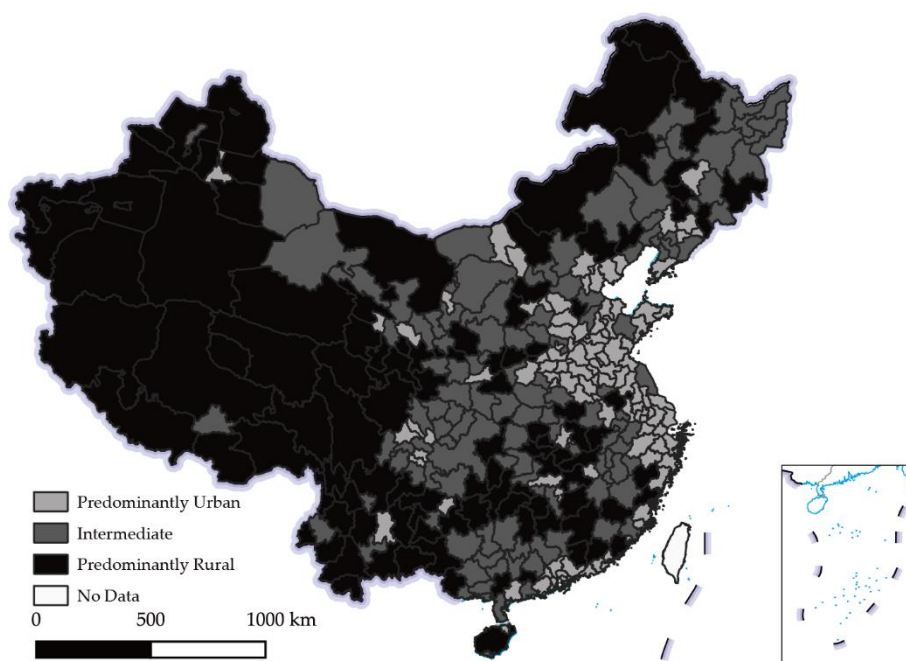 Predominantly Urban
Intermediate
Predominantly Rural
No Data
0 500 1000 km